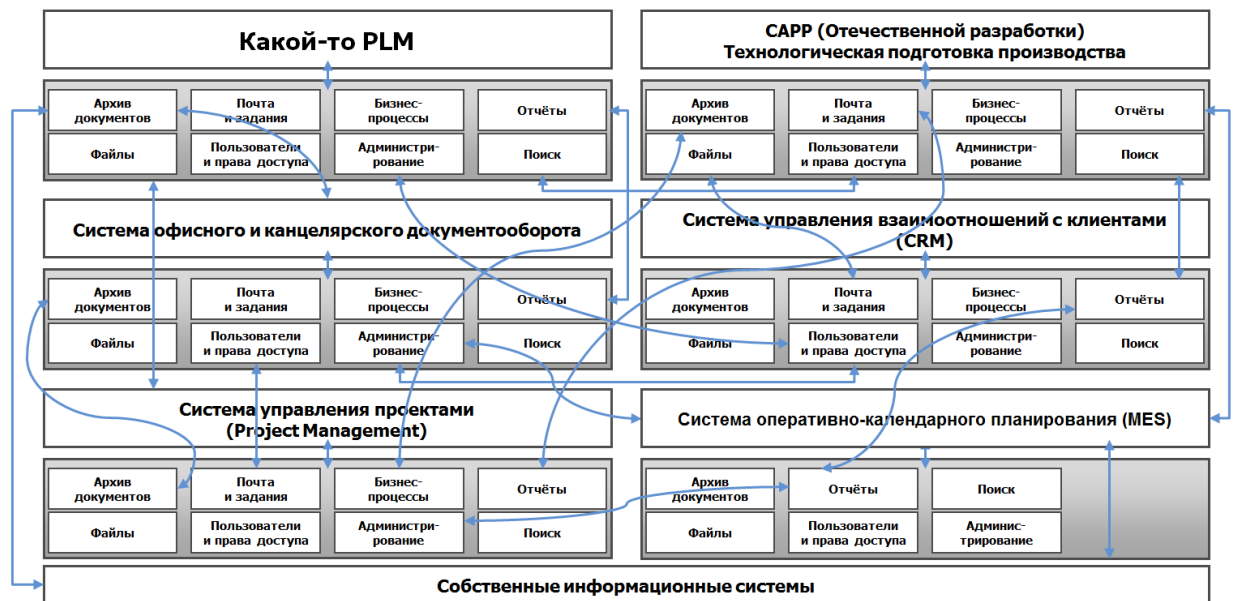 Какой-то PLM
CAPP (Отечественной разработки)
Технологическая подготовка производства
Архив
документов
Почта
и задания
Бизнес-
процессы
Отчёты
Файлы
Пользователи
и права доступа
Администри-
рование
Поиск
Архив
документов
Почта
и задания
Бизнес-
процессы
Отчёты
Файлы
Пользователи
и права доступа
Администри-
рование
Поиск
Система офисного и канцелярского документооборота
Система управления взаимоотношений с клиентами
(CRM)
Архив
документов
Почта
и задания
Бизнес-
процессы
Отчёты
Файлы
Пользователи
и права доступа
Администри-
рование
Поиск
Архив
документов
Почта
и задания
Бизнес-
процессы
Отчёты
Файлы
Пользователи
и права доступа
Администри-
рование
Поиск
Система управления проектами
(Project Management)
Система оперативно-календарного планирования (MES)
Архив
документов
Почта
и задания
Бизнес-
процессы
Отчёты
Файлы
Пользователи
и права доступа
Администри-
рование
Поиск
Архив
документов
Отчёты
Поиск
Файлы
Пользователи
и права доступа
Админис-
трирование
Собственные информационные системы